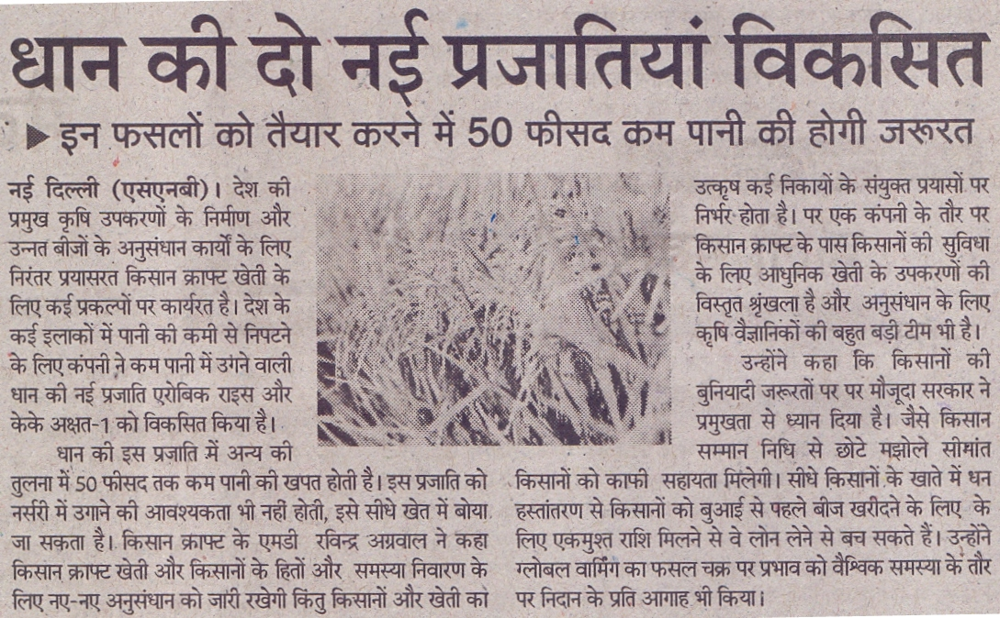 धान की दो नई प्रजातियां विकसित
इन फसलों को तैयार करने में 50 फीसद कम पानी की होगी जरूरत
नई दिल्ली (एसएनबी)। देश की
प्रमुख कृषि उपकरणों के निर्माण और
उन्नत बीजों के अनुसंधान कार्यों के लिए
निरंतर प्रयासरत किसान क्राफ्ट खेती के
लिए कई प्रकल्पों पर कार्यरत है। देश के
कई इलाकों में पानी की कमी से निपटने
के लिए कंपनी ने कम पानी में उगंने वाली
धान की नई प्रजाति एरोबिक राइस और
केके अक्षत-1 को विकसित किया है।
धान की इस प्रजाति में अन्य की
तुलना में 50 फीसद तक कम पानी की खपत होती है। इस प्रजाति को
नर्सरी में उगाने की आवश्यकता भी नहीं होती, इसे सीधे खेत में बोया
जा सकता है। किसान क्राफ्ट के एमडी रविन्द्र अग्रवाल ने कहा
किसान क्राफ्ट खेती और किसानों के हितों और समस्या निवारण के
लिए नए-नए अनुसंधान को जारी रखेगी किंतु किसानों और खेती का
उत्कृष कई निकायों के संयुक्त प्रयासों पर
निर्भर होता है। पर एक कंपनी के तौर पर
किसान क्राफ्ट के पास किसानों की सुविधा
के लिए आधुनिक खेती के उपकरणों की
विस्तृत श्रृंखला है और अनुसंधान के लिए
कृषि वैज्ञानिकों की बहुत बड़ी टीम भी है।
उन्होंने कहा कि किसानों की
बुनियादी जरूरतों पर पर मौजूदा सरकार ने
प्रमुखता से ध्यान दिया है। जैसे किसान
सम्मान निधि से छोटे मझोले सीमांत
किसानों को काफी सहायता मिलेगी। सीधे किसानों के खाते में धन
हस्तांतरण से किसानों को बुआई से पहले बीज खरीदने के लिए के
लिए एकमुश्त राशि मिलने से वे लोन लेने से बच सकते हैं। उन्होंने
ग्लोबल वार्मिंग का फसल चक्र पर प्रभाव को वैश्विक समस्या के तौर
पर निदान के प्रति आगाह भी किया।